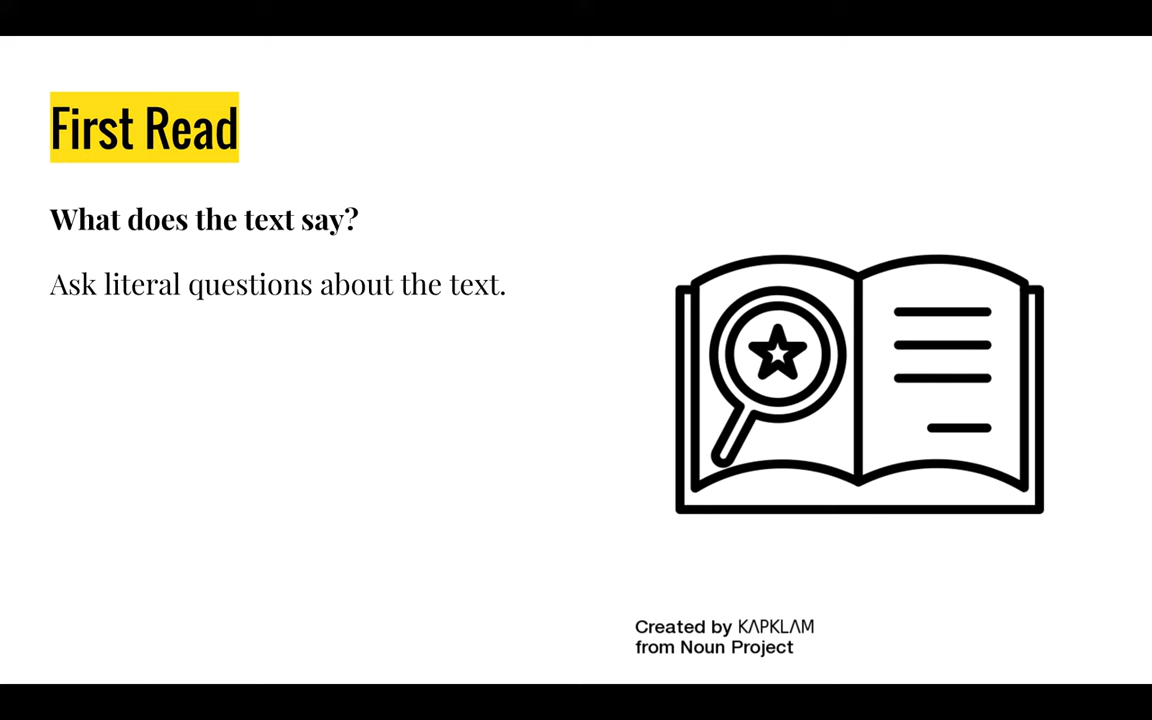 First Read
What does the text say?
Ask literal questions about the text.
Created by KAPKLAM
from Noun Project